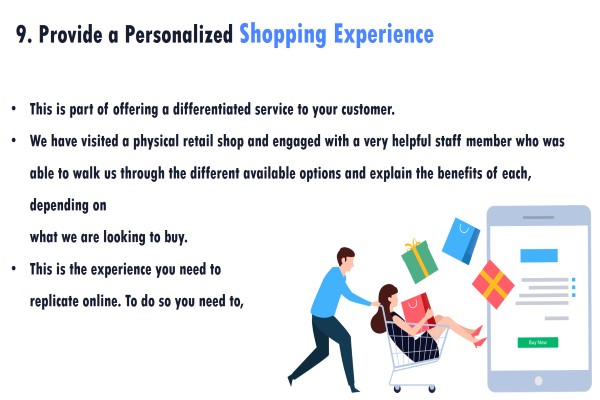 9. Provide a Personalized Shopping Experience
• This is part of offering a differentiated service to your customer.
• We have visited a physical retail shop and engaged with a very helpful staff member who was
able to walk us through the different available options and explain the benefits of each,
depending on
what we are looking to buy.
• This is the experience you need to
replicate online. To do so you need to,
Buy Now